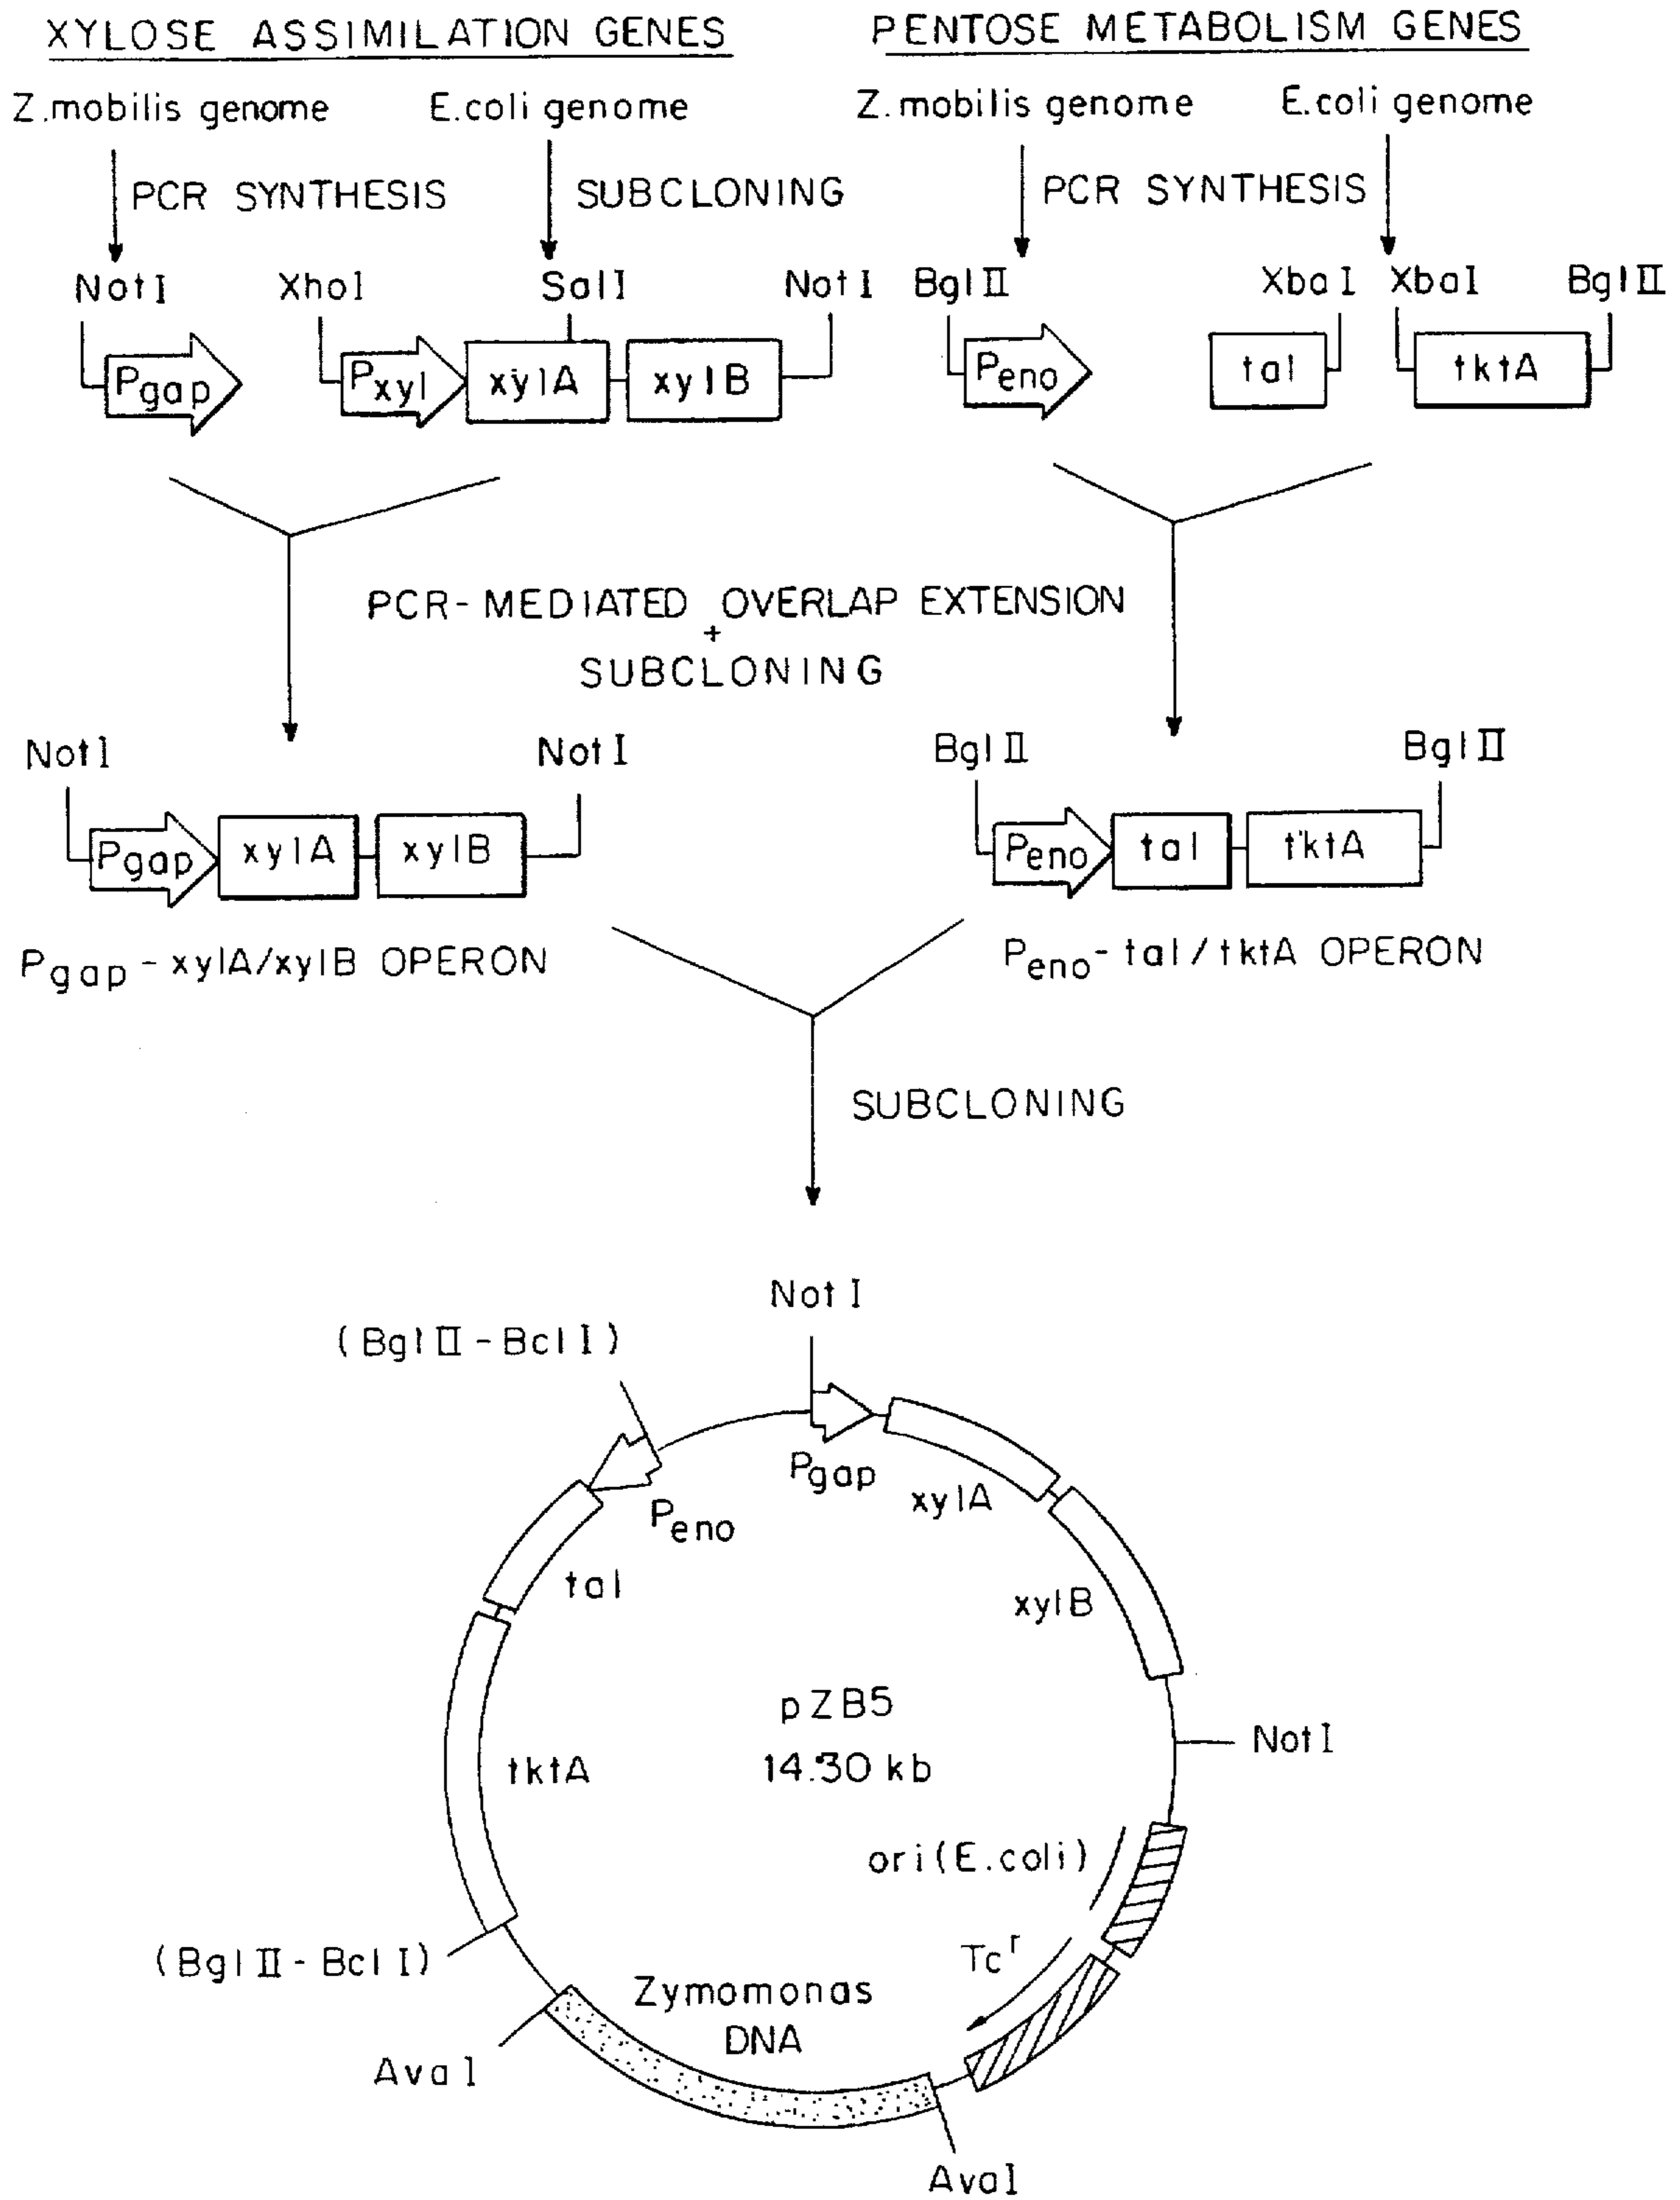 XYLOSE ASSIMILATION GENES
PENTOSE METABOLISM GENES
Z.mobilis genome
E.coli genome
Z.mobilis genome
E.coli genome
PCR SYNTHESIS
SUBCLONING
PCR SYNTHESIS
NotI
XhoI
SalI
NotI
BglII
XbaI
XbaI
BglII
Pgap
Pxyl
xylA
xylB
Peno
tal
tktA
PCR-MEDIATED OVERLAP EXTENSION
+
SUBCLONING
NotI
NotI
BglII
BglII
Pgap
xylA
xylB
Peno
tal
tktA
Pgap-xylA/xylB OPERON
Peno-tal/tktA OPERON
SUBCLONING
NotI
(BglII-BclI)
Pgap
xylA
Peno
tal
xylB
pZB5
14.30 kb
NotI
tktA
ori(E.coli)
Tcr
(BglII-BclI)
Zymomonas
DNA
AvaI
AvaI